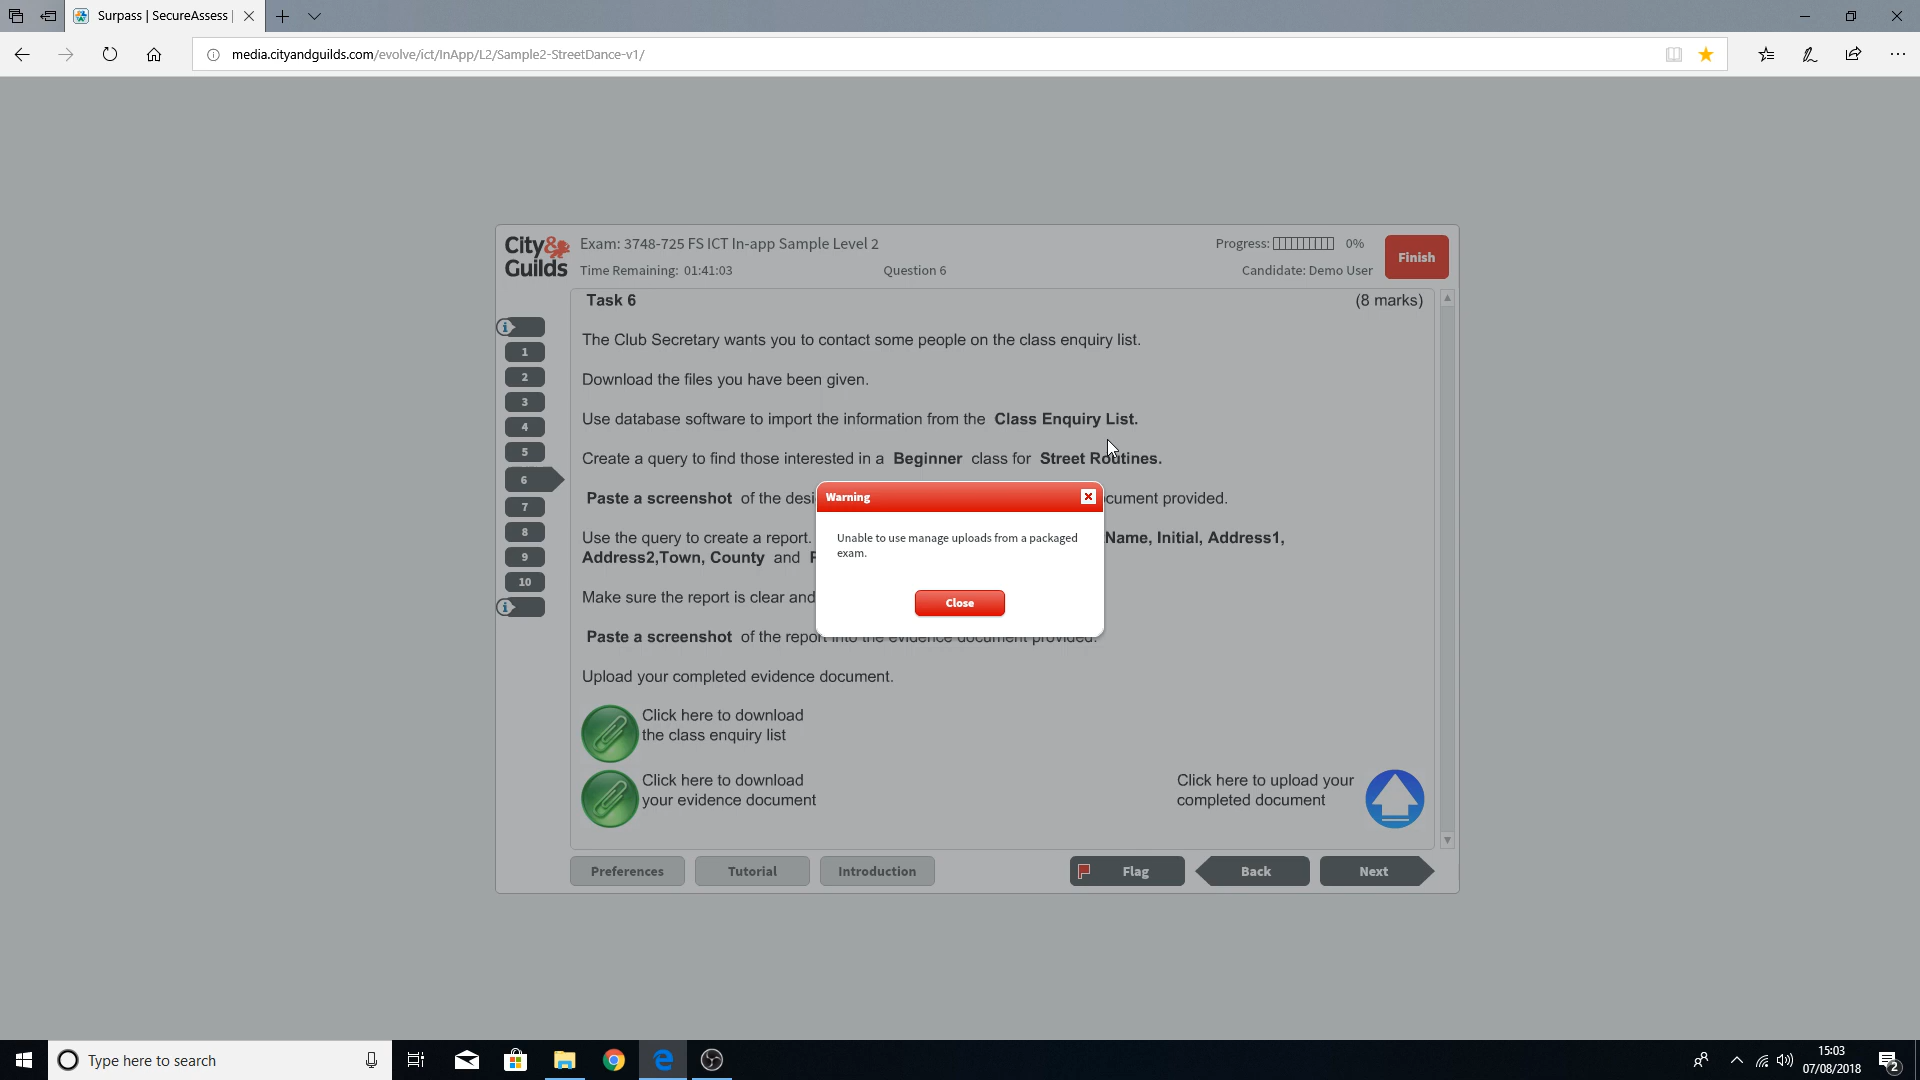 Surpass | SecureAssess |
media.cityandguilds.com/evolve/ict/InApp/L2/Sample2-StreetDance-v1/
City& Guilds
Exam: 3748-725 FS ICT In-app Sample Level 2
Progress: 0%
Finish
Time Remaining: 01:41:03
Question 6
Candidate: Demo User
Task 6 (8 marks)
i
1
2
3
4
5
6
7
8
9
10
i
The Club Secretary wants you to contact some people on the class enquiry list.
Download the files you have been given.
Use database software to import the information from the Class Enquiry List.
Create a query to find those interested in a Beginner class for Street Routines.
Paste a screenshot of the desi
cument provided.
Use the query to create a report.
Name, Initial, Address1,
Address2,Town, County and
Make sure the report is clear and
Paste a screenshot of the report into the evidence document provided.
Upload your completed evidence document.
Warning
Unable to use manage uploads from a packaged
exam.
Close
Click here to download
the class enquiry list
Click here to download
your evidence document
Click here to upload your
completed document
Preferences
Tutorial
Introduction
Flag
Back
Next
Type here to search
15:03
07/08/2018
2